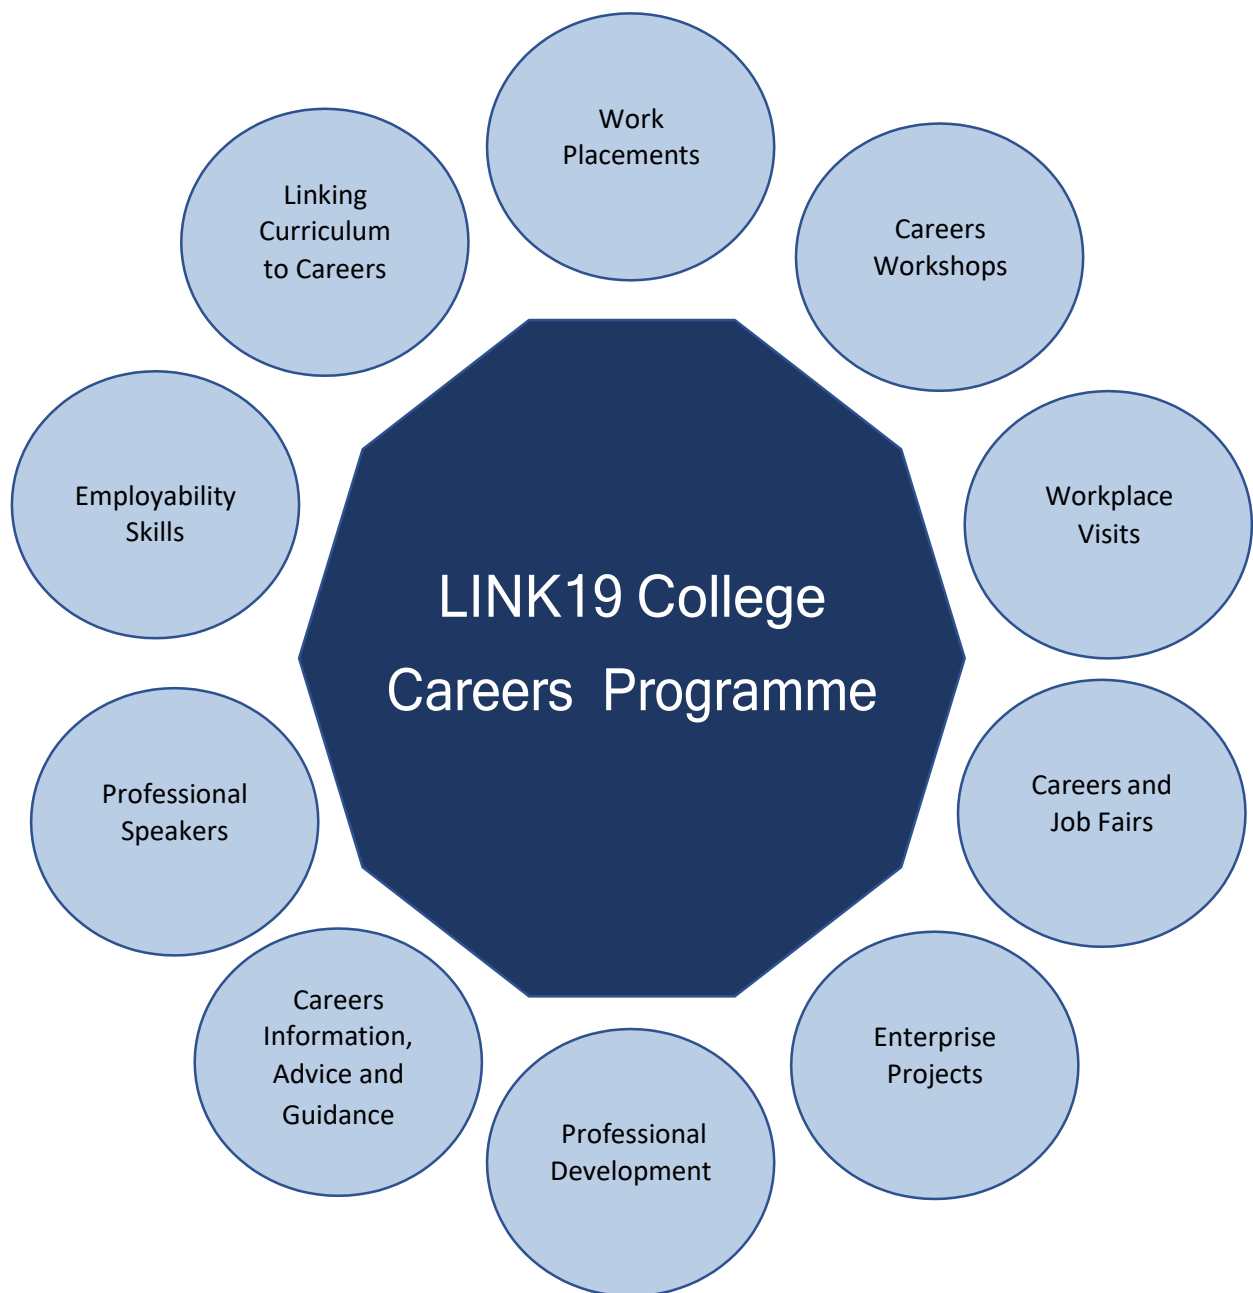 Work
Placements
Careers
Workshops
Workplace
Visits
Careers and
Job Fairs
Enterprise
Projects
Professional
Development
Careers
Information,
Advice and
Guidance
Professional
Speakers
Employability
Skills
Linking
Curriculum
to Careers
LINK19 College
Careers  Programme